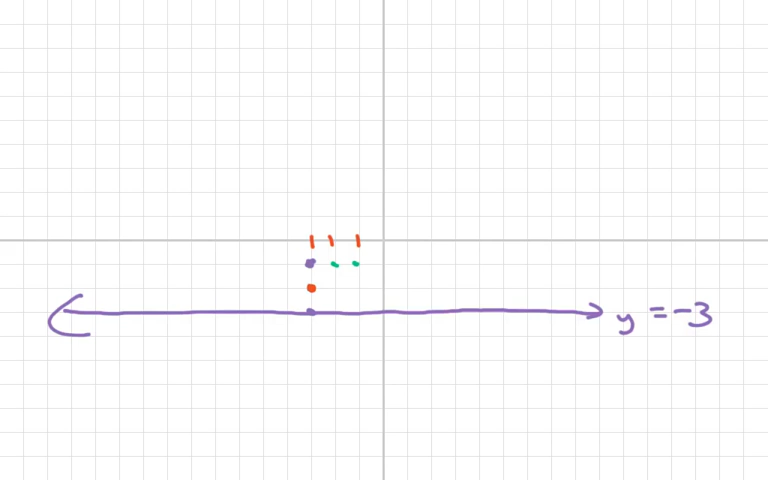 y = -3